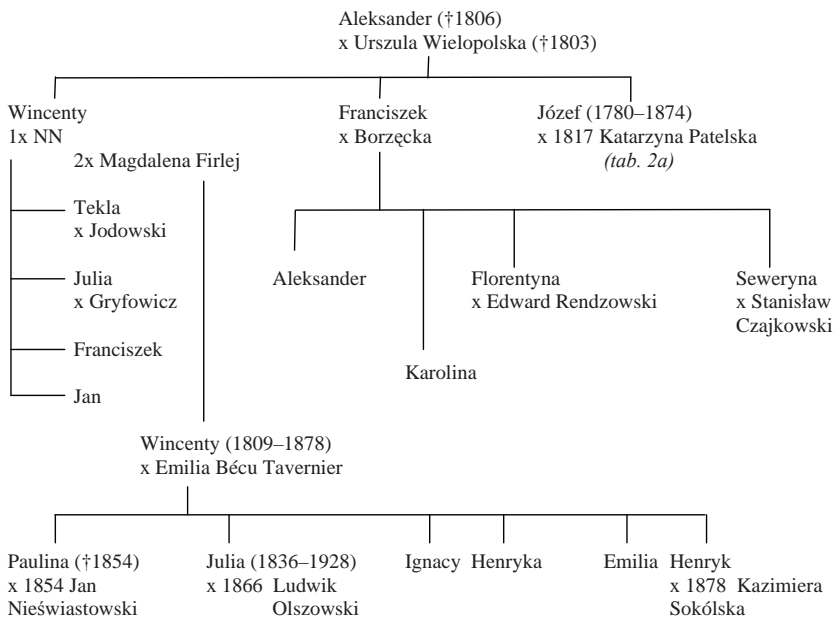 Aleksander (†1806)
x Urszula Wielopolska (†1803)
Wincenty
1x NN
2x Magdalena Firlej
Franciszek
x Borzęcka
Józef (1780–1874)
x 1817 Katarzyna Patelska
(tab. 2a)
Tekla
x Jodowski
Julia
x Gryfowicz
Franciszek
Jan
Aleksander
Karolina
Florentyna
x Edward Rendzowski
Seweryna
x Stanisław
Czajkowski
Wincenty (1809–1878)
x Emilia Bécu Tavernier
Paulina (†1854)
x 1854 Jan
Nieświastowski
Julia (1836–1928)
x 1866 Ludwik
Olszowski
Ignacy
Henryka
Emilia
Henryk
x 1878 Kazimiera
Sokólska